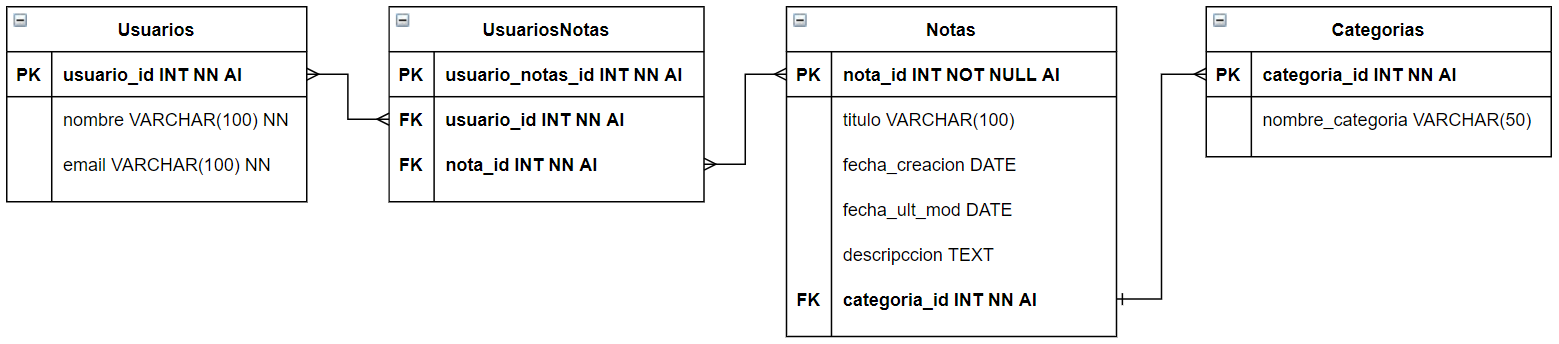 Usuarios
PK usuario_id INT NN AI
nombre VARCHAR(100) NN
email VARCHAR(100) NN
UsuariosNotas
PK usuario_notas_id INT NN AI
FK usuario_id INT NN AI
FK nota_id INT NN AI
Notas
PK nota_id INT NOT NULL AI
titulo VARCHAR(100)
fecha_creacion DATE
fecha_ult_mod DATE
descripccion TEXT
FK categoria_id INT NN AI
Categorias
PK categoria_id INT NN AI
nombre_categoria VARCHAR(50)